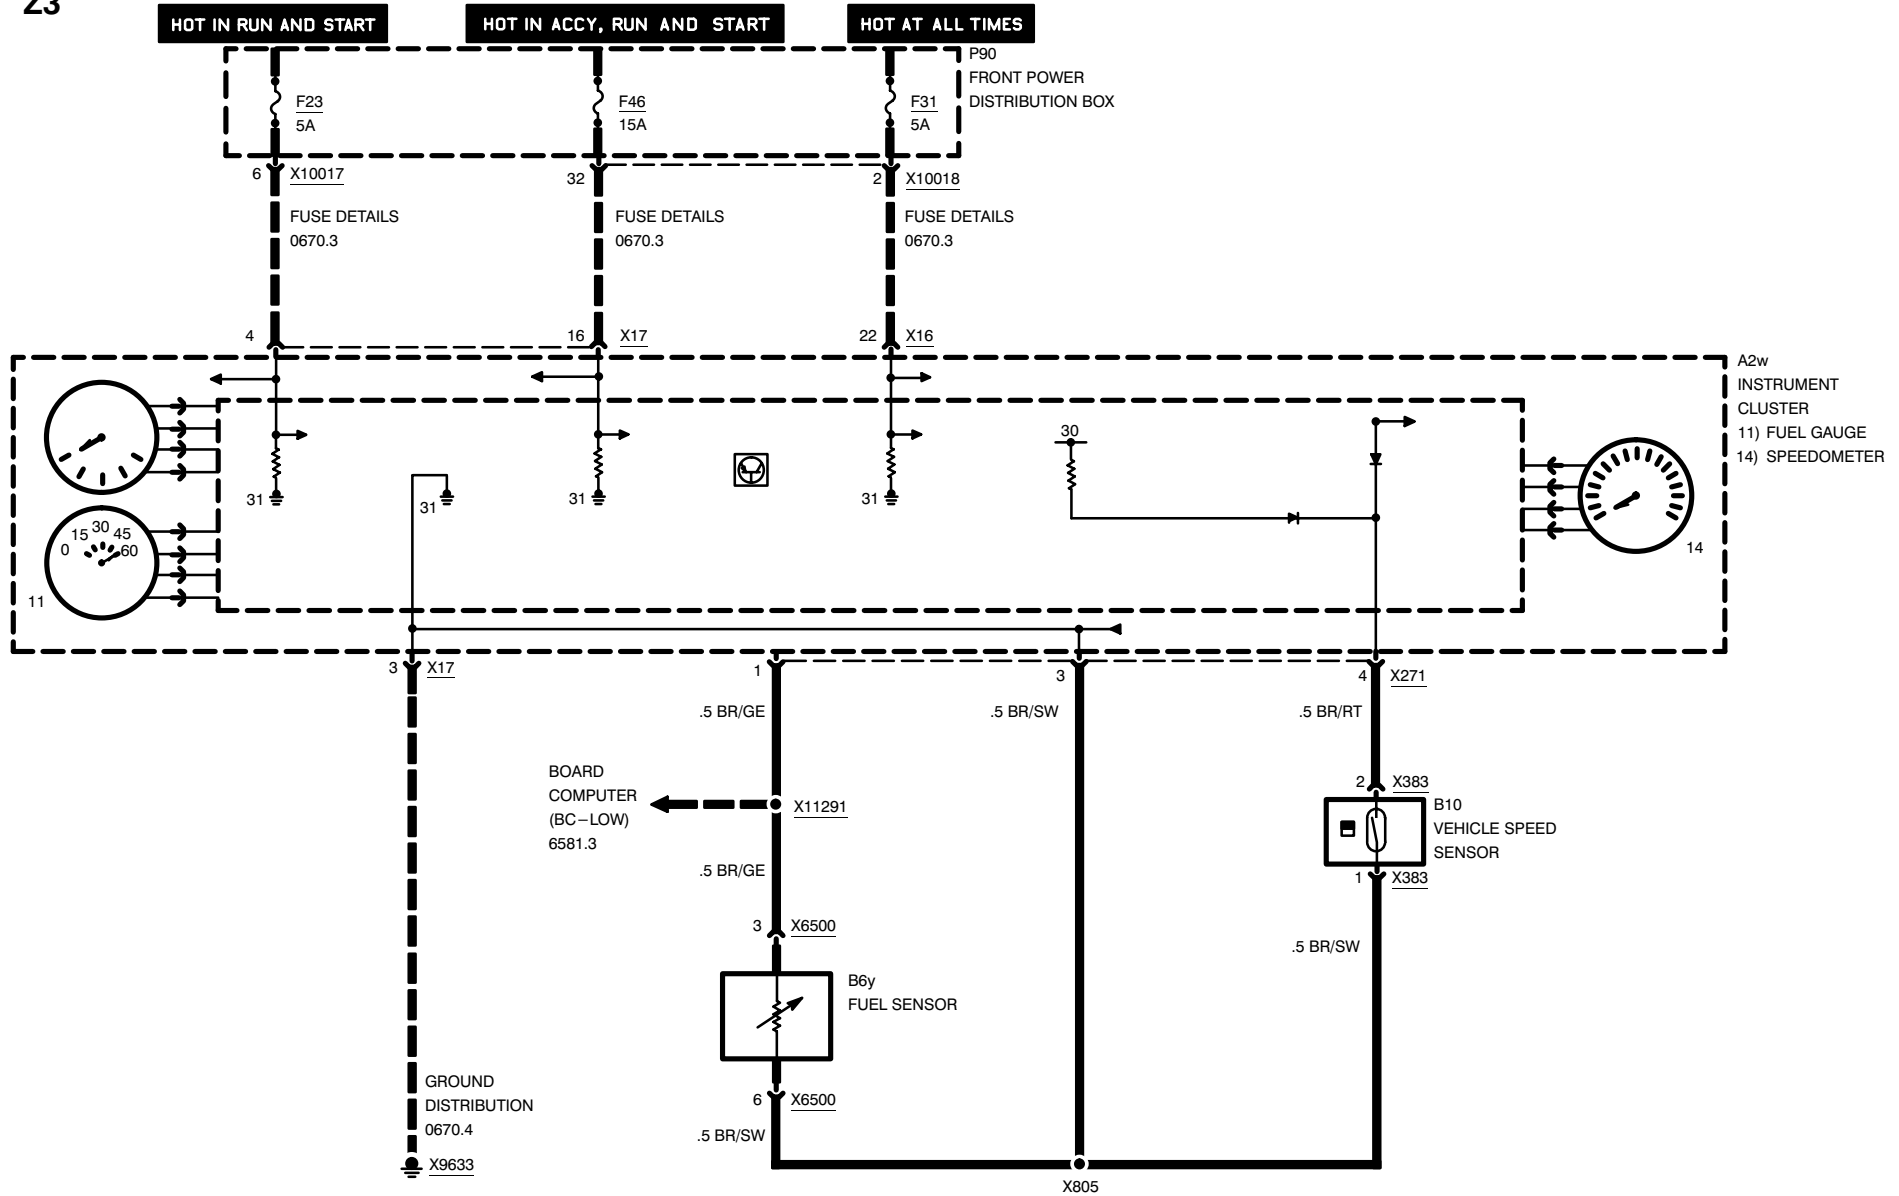 Z3
HOT IN RUN AND START
HOT IN ACCY, RUN AND START
HOT AT ALL TIMES
P90
FRONT POWER
DISTRIBUTION BOX
F23
5A
F46
15A
F31
5A
6 X10017
32
2 X10018
FUSE DETAILS
0670.3
FUSE DETAILS
0670.3
FUSE DETAILS
0670.3
4
16 X17
22 X16
A2w
INSTRUMENT
CLUSTER
11) FUEL GAUGE
14) SPEEDOMETER
30
31
31
31
31
0 15 30 45 60
11
14
3 X17
1
3
4 X271
.5 BR/GE
.5 BR/SW
.5 BR/RT
BOARD
COMPUTER
(BC-LOW)
6581.3
X11291
2 X383
B10
VEHICLE SPEED
SENSOR
.5 BR/GE
1 X383
3 X6500
.5 BR/SW
B6y
FUEL SENSOR
GROUND
DISTRIBUTION
0670.4
6 X6500
.5 BR/SW
X9633
X805